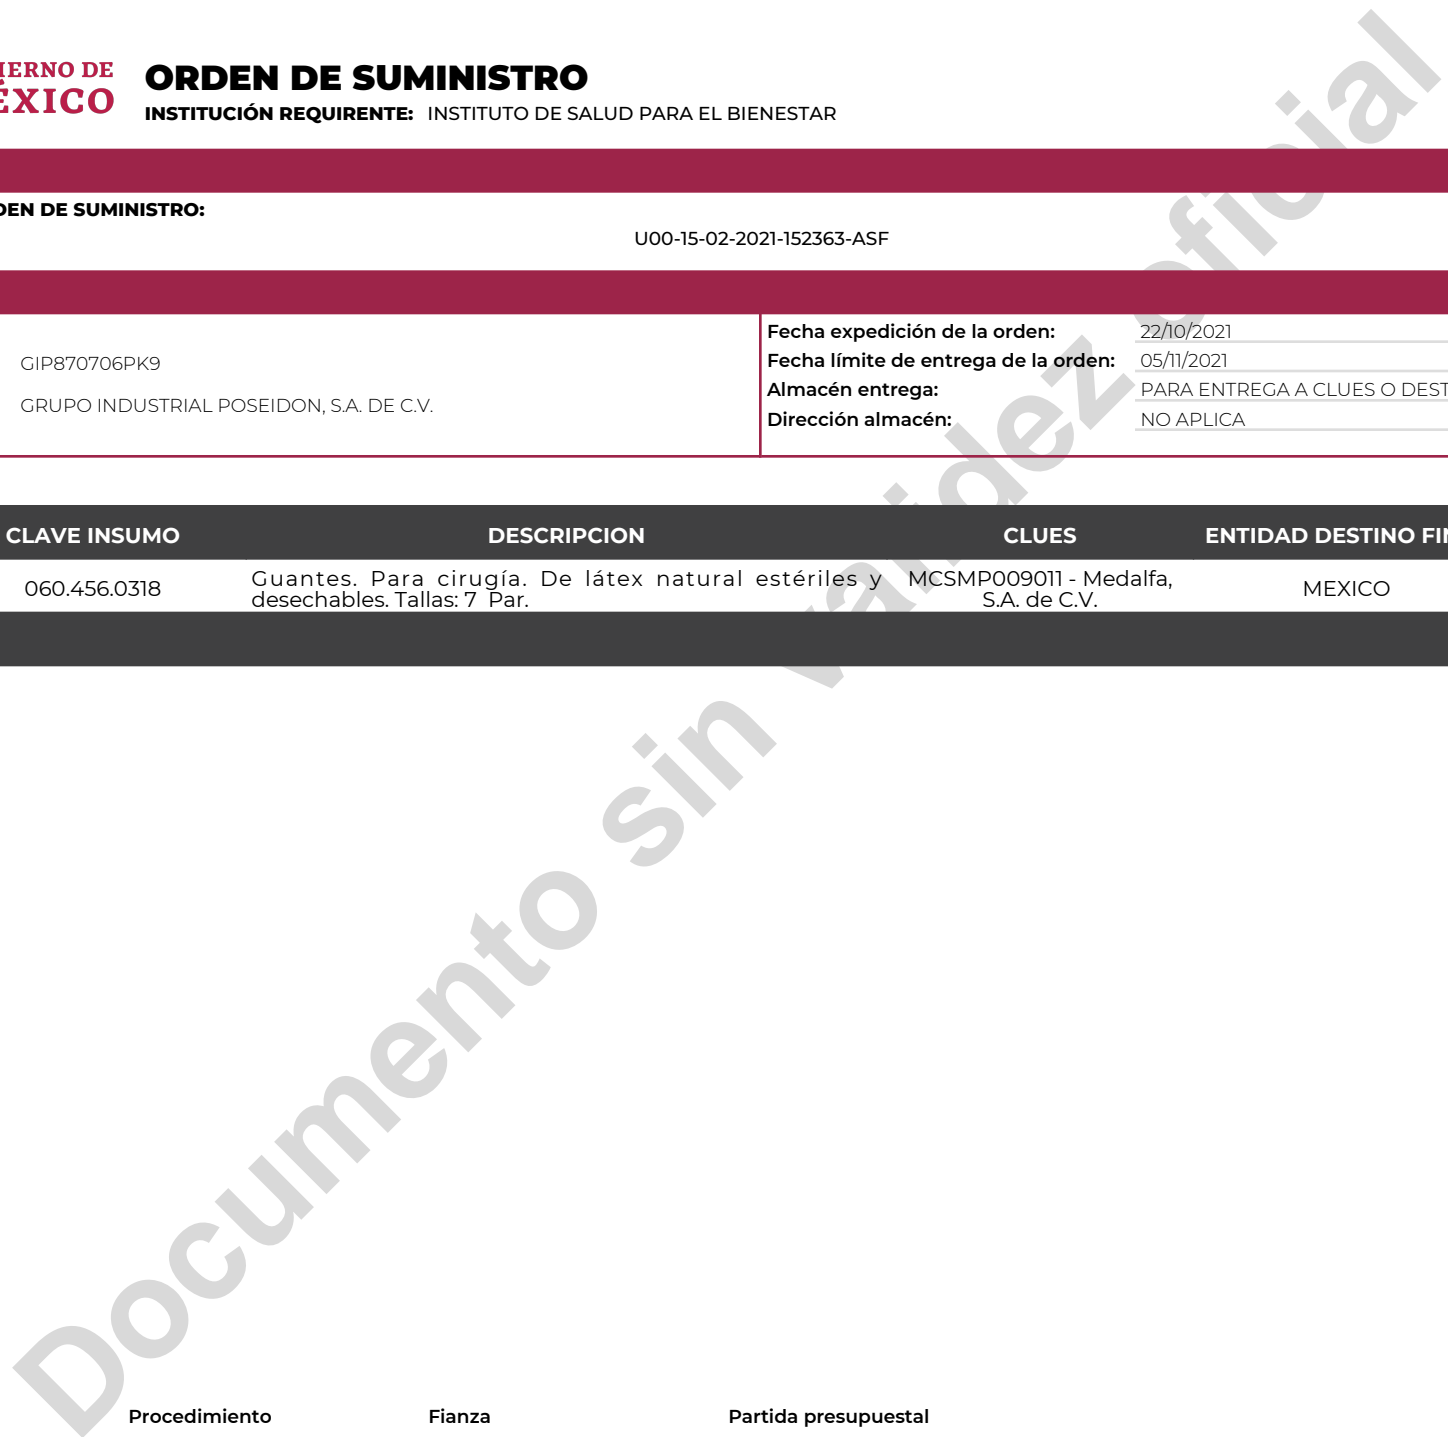 IERNO DE
ÉXICO
ORDEN DE SUMINISTRO
INSTITUCIÓN REQUIRENTE: INSTITUTO DE SALUD PARA EL BIENESTAR
DEN DE SUMINISTRO:
U00-15-02-2021-152363-ASF
GIP870706PK9
GRUPO INDUSTRIAL POSEIDON, S.A. DE C.V.
Fecha expedición de la orden: 22/10/2021
Fecha límite de entrega de la orden: 05/11/2021
Almacén entrega: PARA ENTREGA A CLUES O DEST
Dirección almacén: NO APLICA
CLAVE INSUMO DESCRIPCION CLUES ENTIDAD DESTINO FIN
060.456.0318
Guantes. Para cirugía. De látex natural estériles y
desechables. Tallas: 7 Par.
MCSMP009011 - Medalfa,
S.A. de C.V.
MEXICO
Documento sin validez oficial
Procedimiento Fianza Partida presupuestal